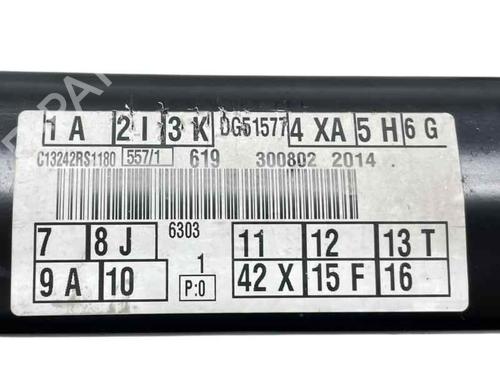 1 A 2 I 3 K DG51577 4 XA 5 H 6 G
C13242RS1180 557/1 619 300802 2014
7 8 J 6303 11 12 13 T
9 A 10 1 P:0 42 X 15 F 16